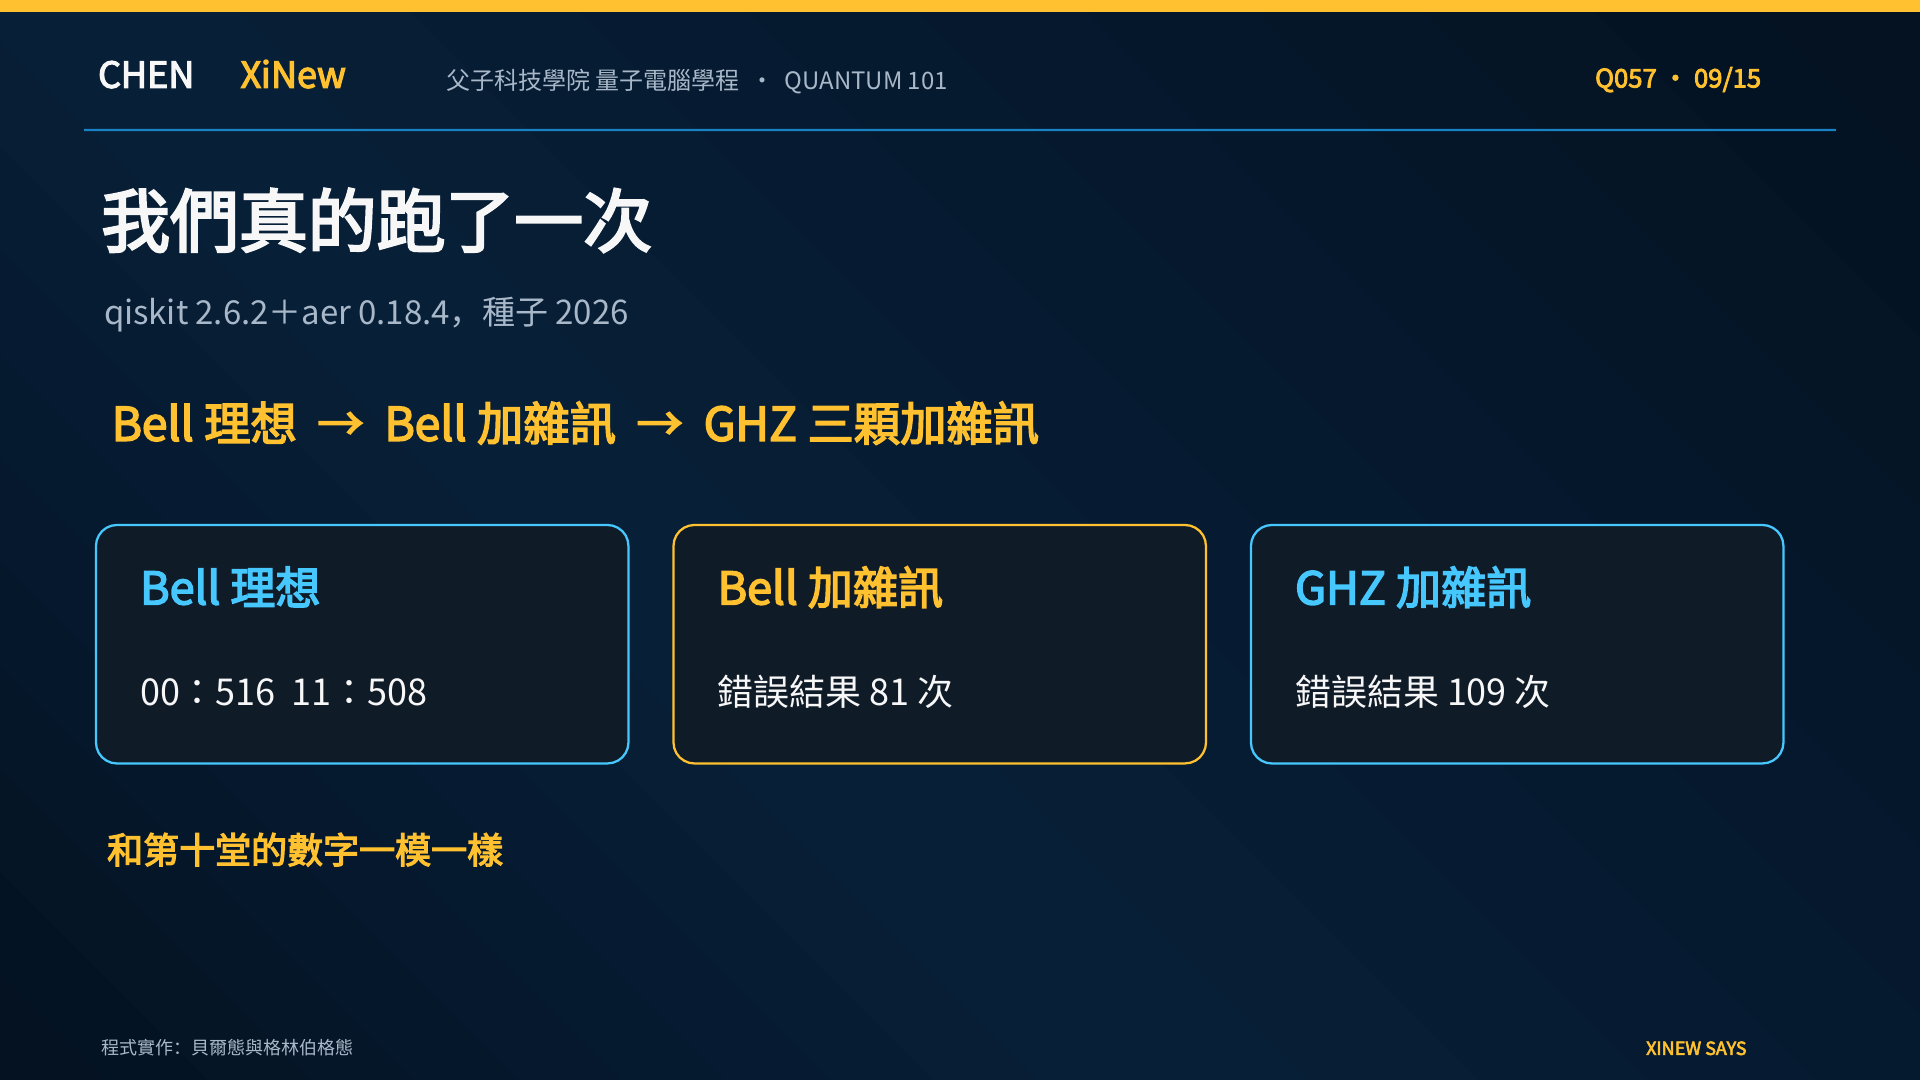 CHEN XiNew 父子科技學院 量子電腦學程 · QUANTUM 101 Q057 · 09/15
我們真的跑了一次
qiskit 2.6.2＋aer 0.18.4，種子 2026
Bell 理想 → Bell 加雜訊 → GHZ 三顆加雜訊
Bell 理想
00：516 11：508
Bell 加雜訊
錯誤結果 81 次
GHZ 加雜訊
錯誤結果 109 次
和第十堂的數字一模一樣
程式實作：貝爾態與格林伯格態
XINEW SAYS